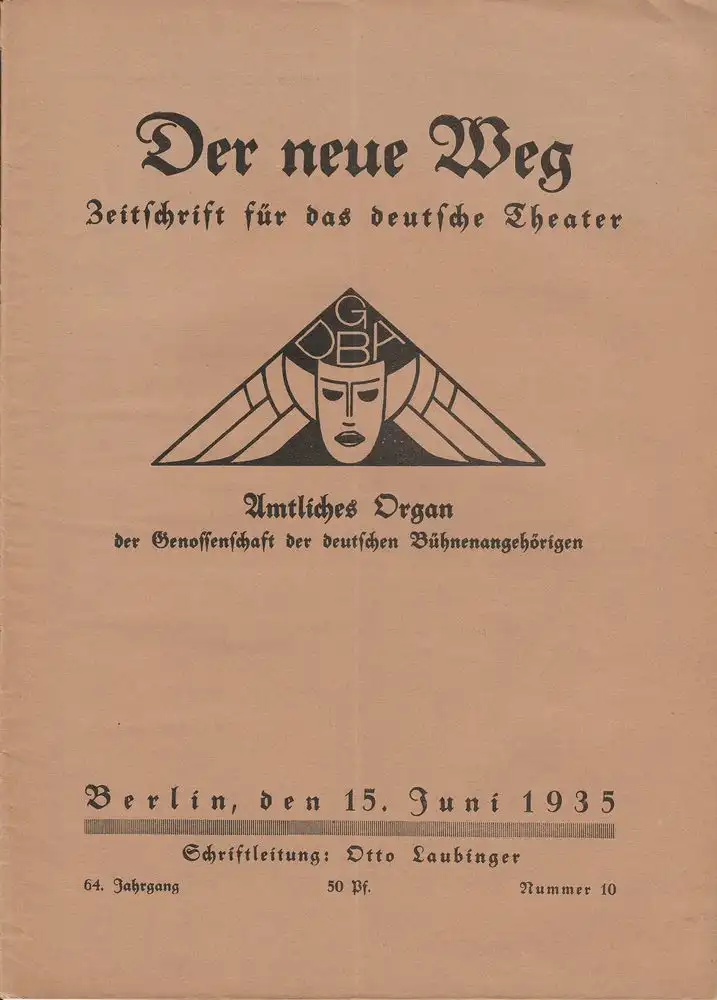 Der neue Weg
Zeitschrift für das deutsche Theater
G
DBA
Amtliches Organ
der Genossenschaft der deutschen Bühnenangehörigen
Berlin, den 15. Juni 1935
Schriftleitung: Otto Laubinger
64. Jahrgang 50 Pf. Nummer 10